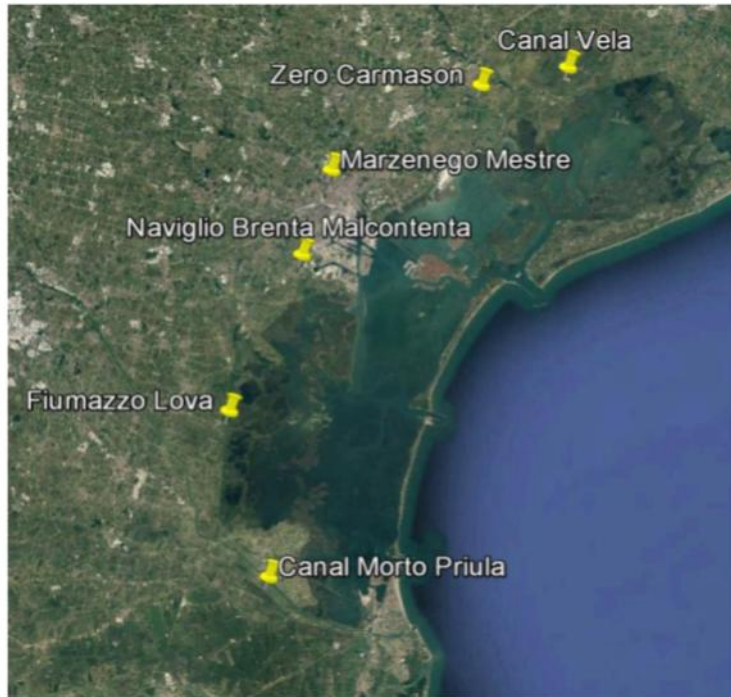 Canal Vela
Zero Carmason
Marzenego Mestre
Naviglio Brenta Malcontenta
Fiumazzo Lova
Canal Morto Priula